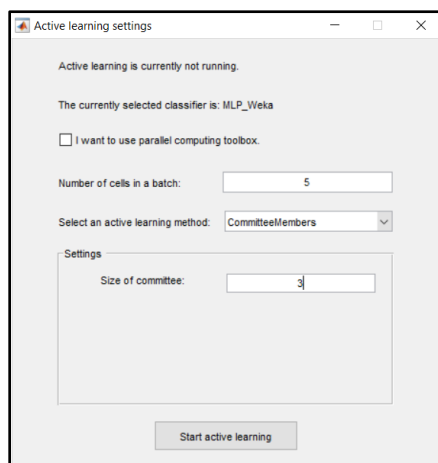 Active learning settings
Active learning is currently not running.
The currently selected classifier is: MLP_Weka
I want to use parallel computing toolbox.
Number of cells in a batch: 5
Select an active learning method: CommitteeMembers
Settings
Size of committee: 3
Start active learning